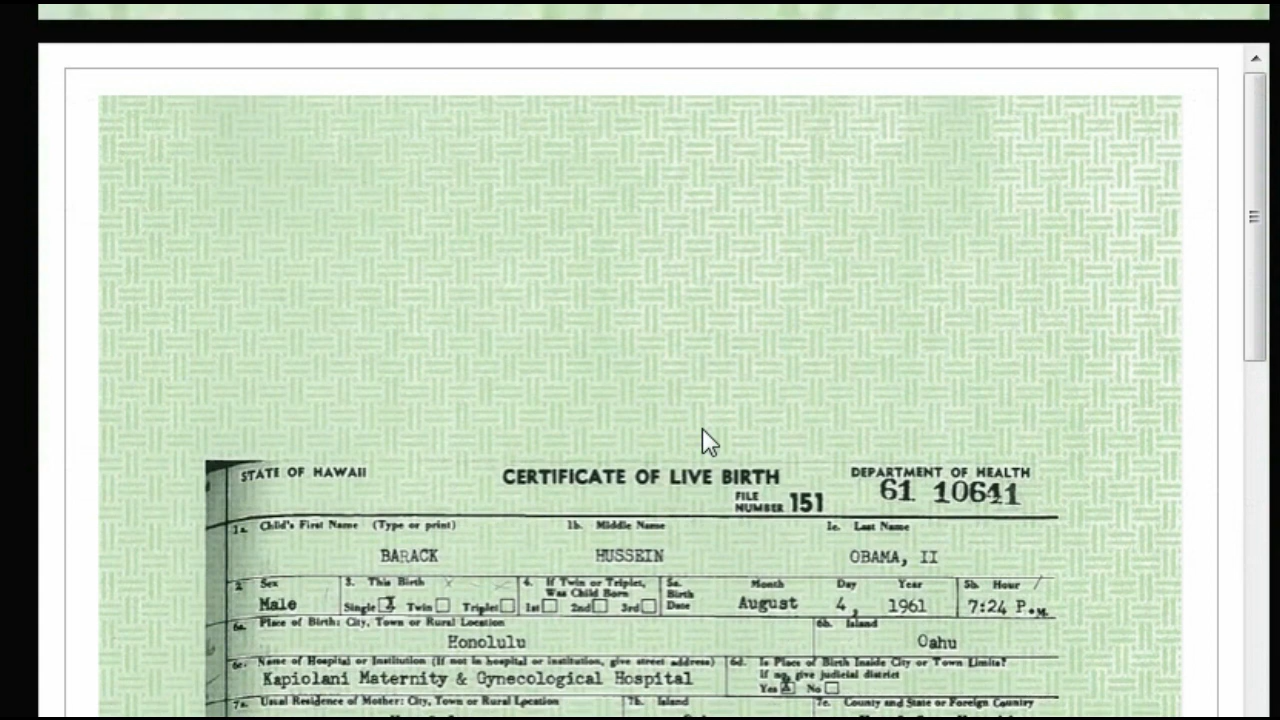 STATE OF HAWAII CERTIFICATE OF LIVE BIRTH DEPARTMENT OF HEALTH
FILE NUMBER 151 61 10641
1a. Child's First Name (Type or print) 1b. Middle Name 1c. Last Name
BARACK HUSSEIN OBAMA, II
2. Sex 3. This Birth 4. If Twin or Triplet, Was Child Born 5a. Birth Date Month Day Year 5b. Hour
Male Single X Twin Triplet 1st 2nd 3rd August 4, 1961 7:24 P.M.
6a. Place of Birth: City, Town or Rural Location 6b. Island
Honolulu Oahu
6c. Name of Hospital or Institution (If not in hospital or institution, give street address) 6d. Is Place of Birth Inside City or Town Limits?
If no, give judicial district
Kapiolani Maternity & Gynecological Hospital Yes X No
7a. Usual Residence of Mother: City, Town or Rural Location 7b. Island 7c. County and State or Foreign Country